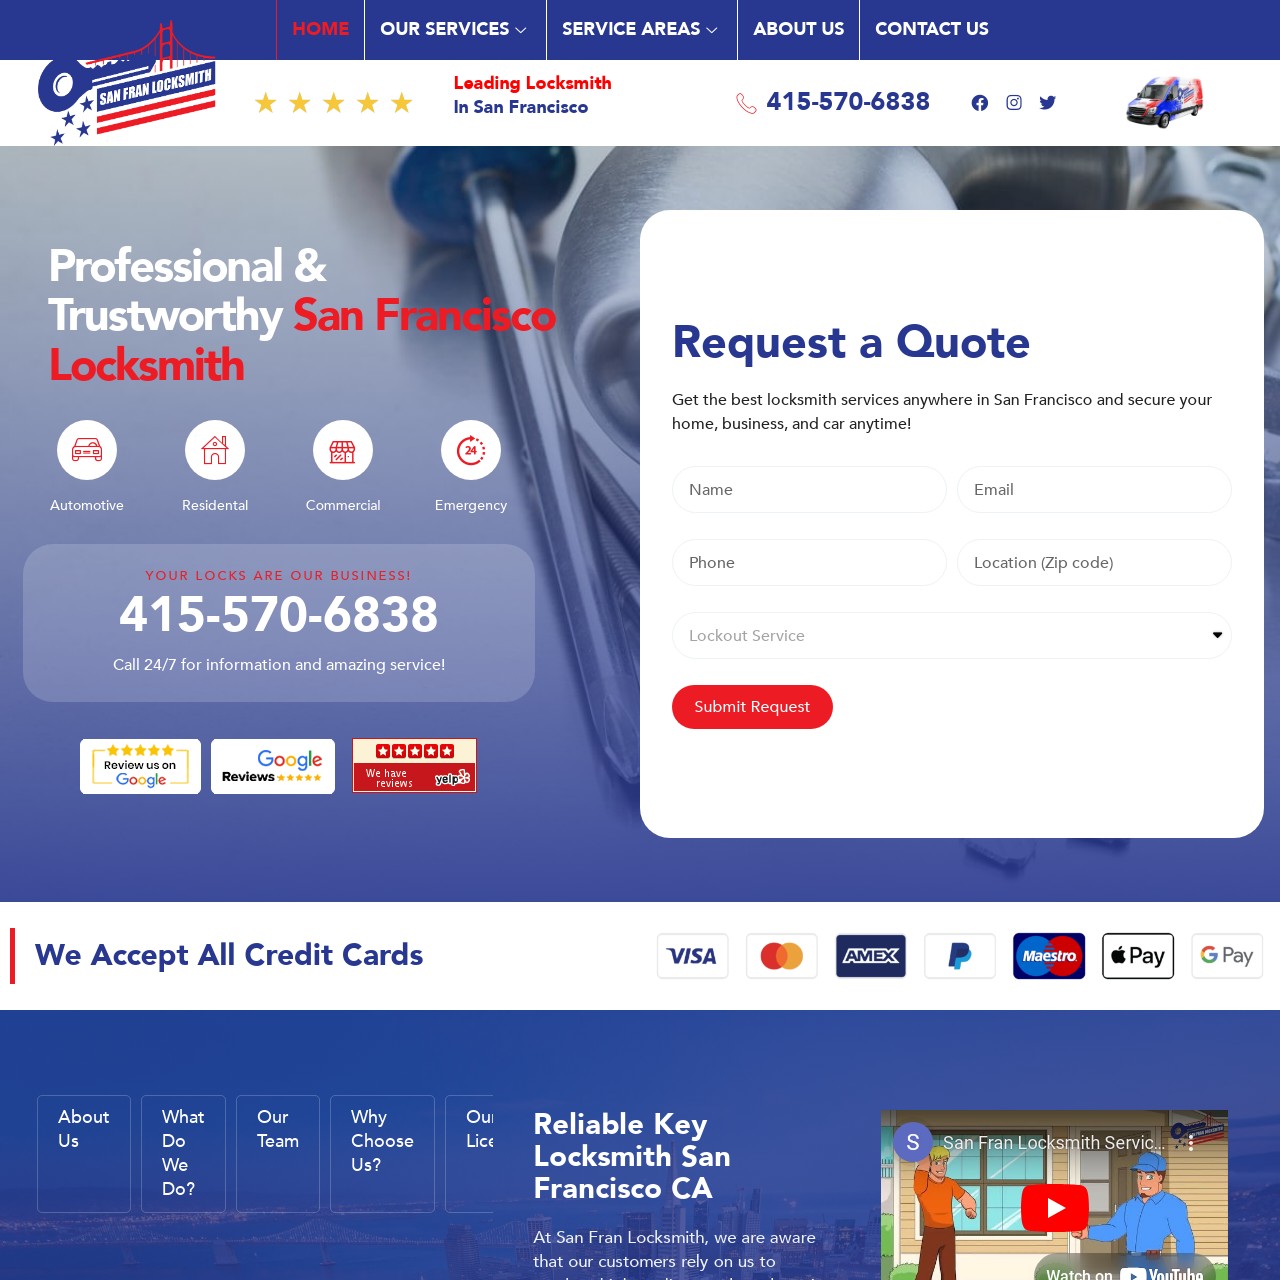 HOME
OUR SERVICES
SERVICE AREAS
ABOUT US
CONTACT US
SAN FRAN LOCKSMITH
Leading Locksmith
In San Francisco
415-570-6838
Professional &
Trustworthy San Francisco
Locksmith
Automotive
Residental
Commercial
24
Emergency
YOUR LOCKS ARE OUR BUSINESS!
415-570-6838
Call 24/7 for information and amazing service!
Review us on
Google
Google
Reviews
We have
reviews
yelp
Request a Quote
Get the best locksmith services anywhere in San Francisco and secure your
home, business, and car anytime!
Name
Email
Phone
Location (Zip code)
Lockout Service
Submit Request
We Accept All Credit Cards
VISA
AMEX
Maestro
Pay
G Pay
About
Us
What
Do
We
Do?
Our
Team
Why
Choose
Us?
Our
Lice
Reliable Key
Locksmith San
Francisco CA
At San Fran Locksmith, we are aware
that our customers rely on us to
S
San Fran Locksmith Servic...
Watch on YouTube